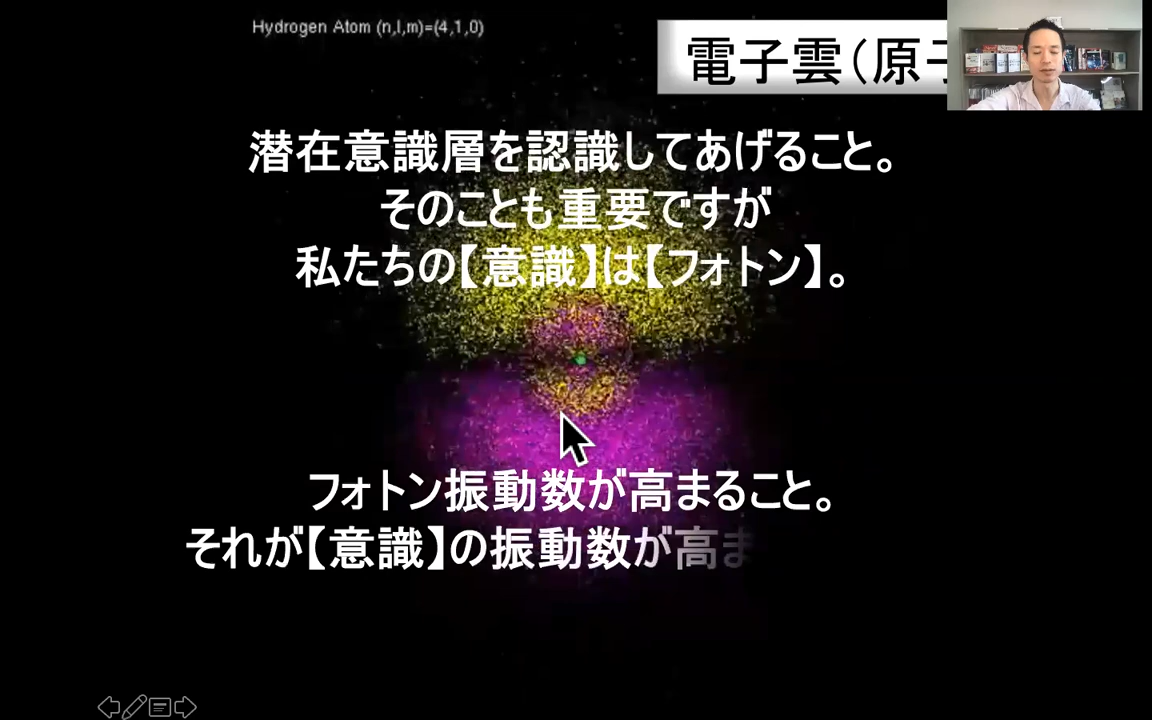 Hydrogen Atom (n,l,m)=(4,1,0)
電子雲(原子
潜在意識層を認識してあげること。
そのことも重要ですが
私たちの【意識】は【フォトン】。
フォトン振動数が高まること。
それが【意識】の振動数が高ま